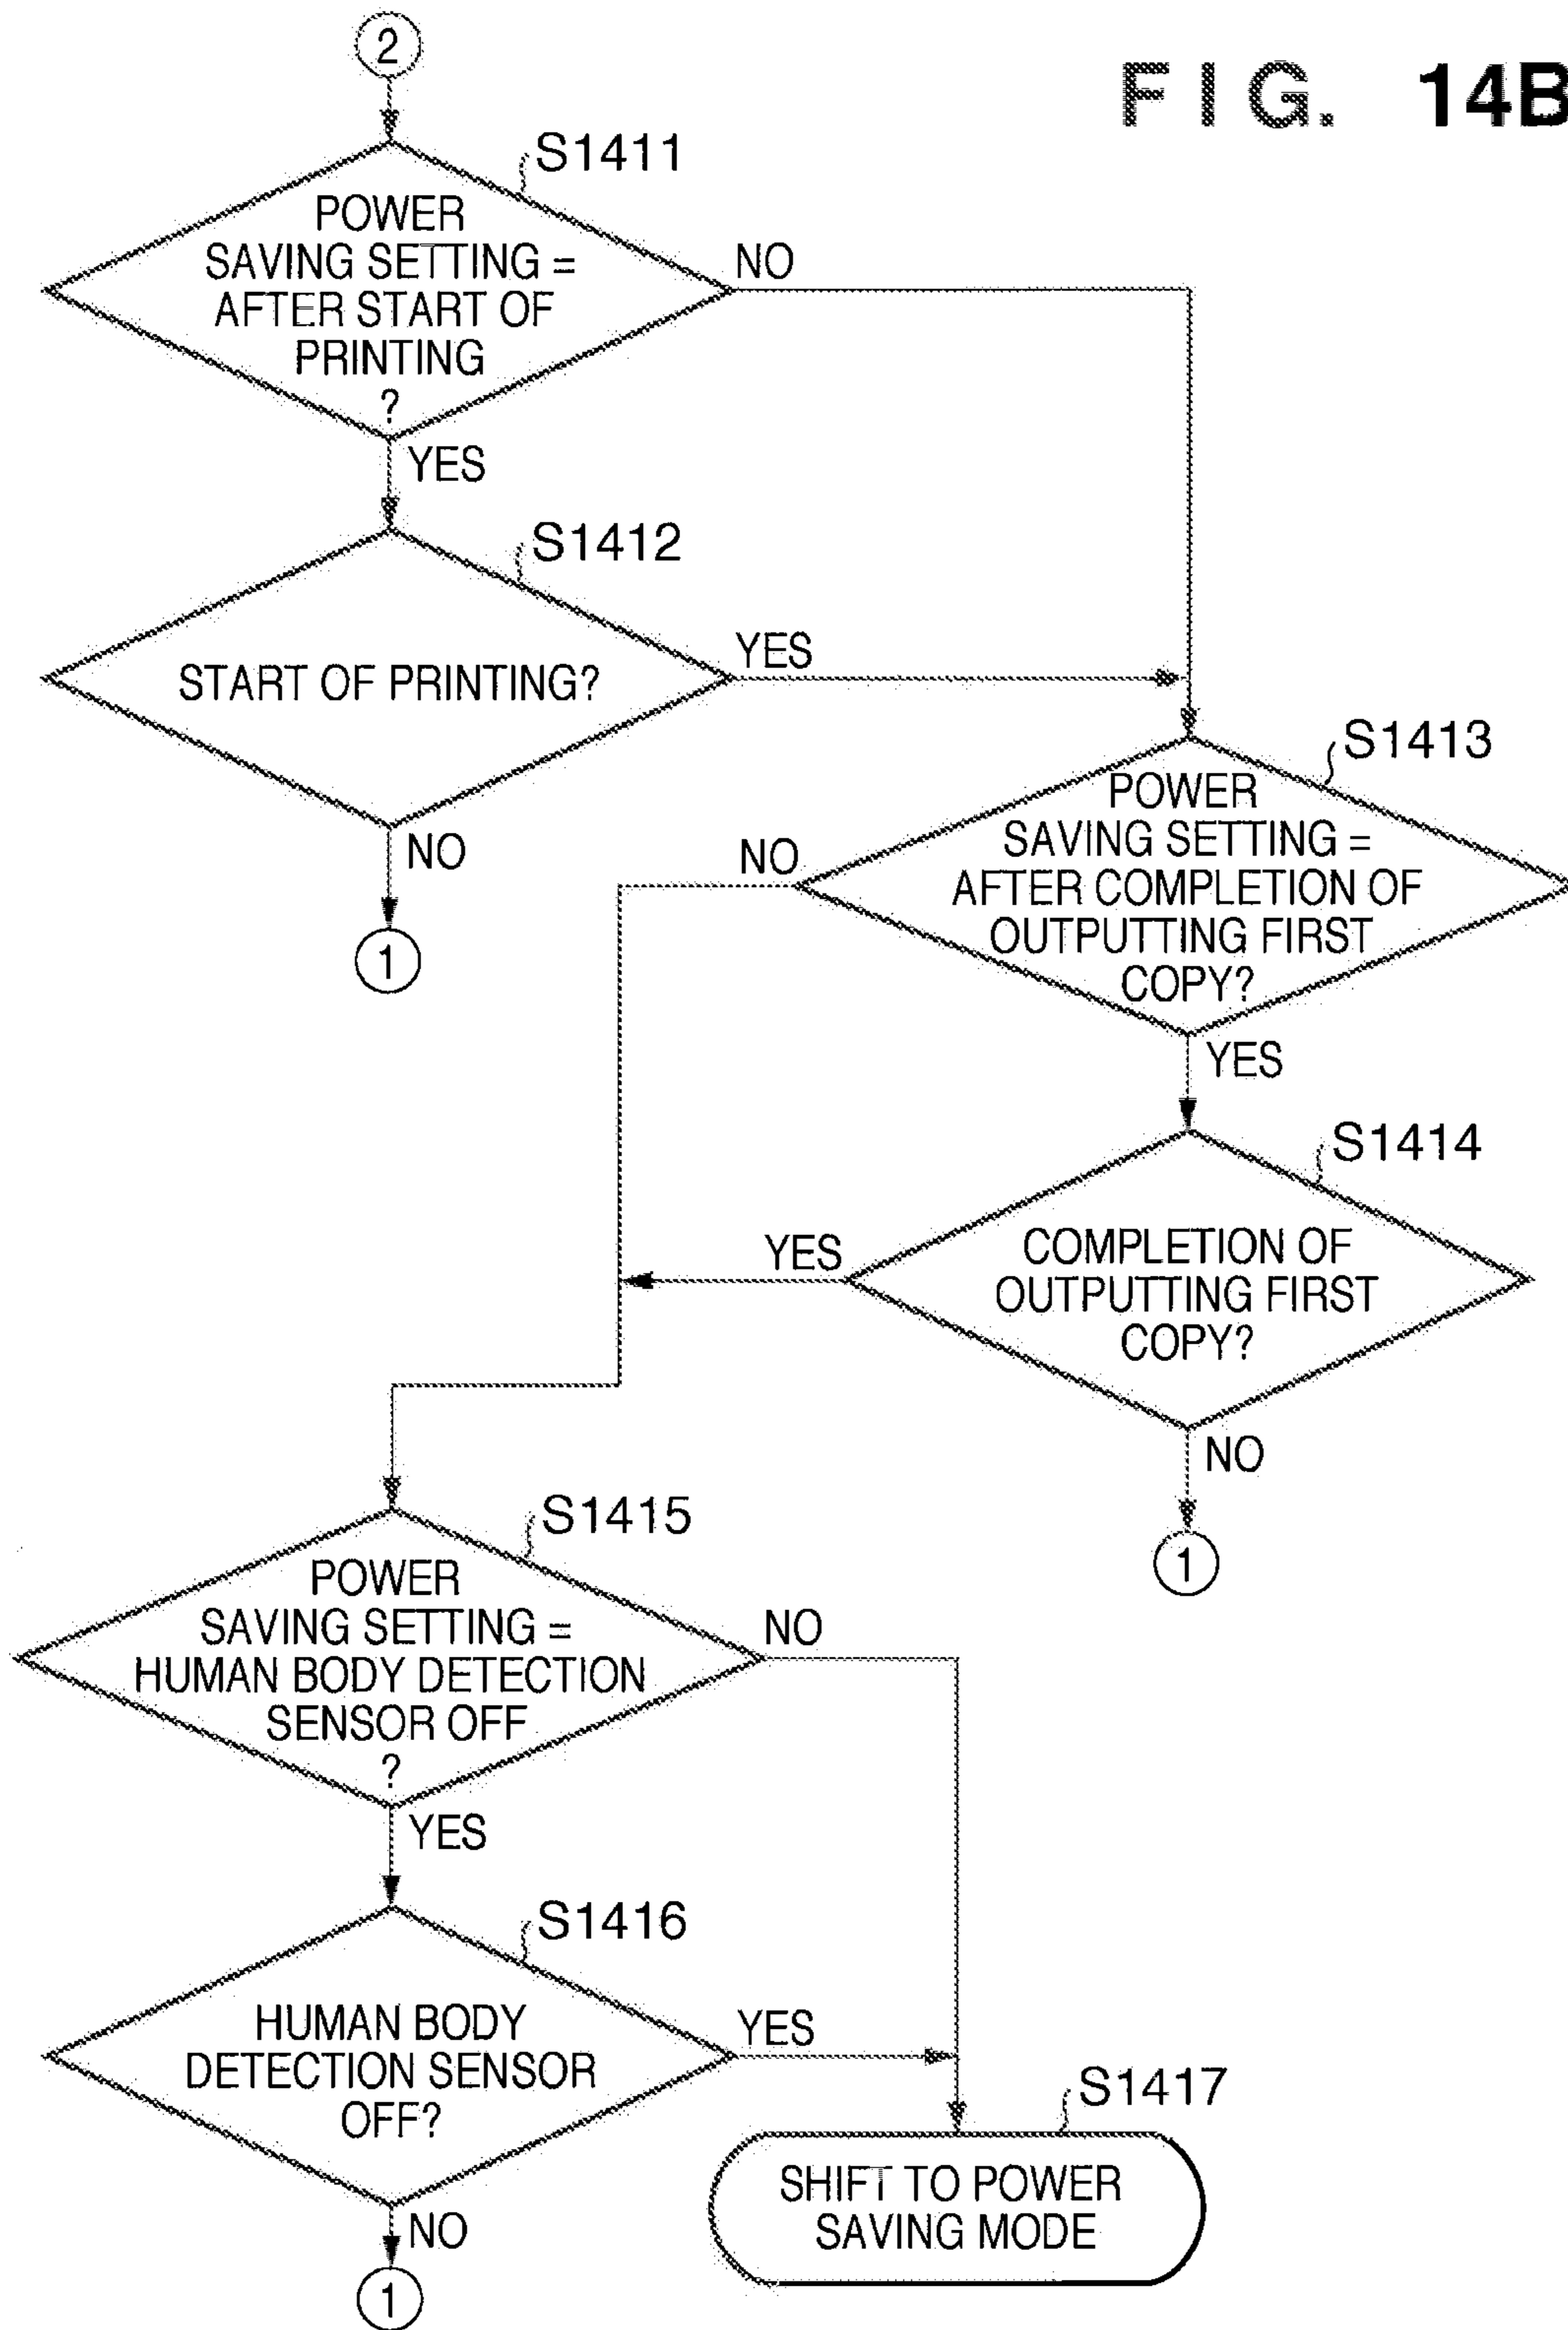 2
FIG. 14B
S1411
POWER
SAVING SETTING =
AFTER START OF
PRINTING
?
NO
YES
S1412
START OF PRINTING?
YES
NO
1
S1413
POWER
SAVING SETTING =
AFTER COMPLETION OF
OUTPUTTING FIRST
COPY?
NO
YES
S1414
COMPLETION OF
OUTPUTTING FIRST
COPY?
YES
NO
1
S1415
POWER
SAVING SETTING =
HUMAN BODY DETECTION
SENSOR OFF
?
NO
YES
S1416
HUMAN BODY
DETECTION SENSOR
OFF?
YES
NO
1
S1417
SHIFT TO POWER
SAVING MODE